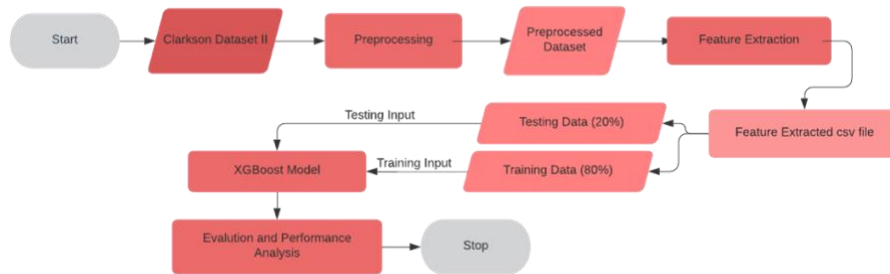 Start
Clarkson Dataset II
Preprocessing
Preprocessed
Dataset
Feature Extraction
Testing Input
Testing Data (20%)
Feature Extracted csv file
XGBoost Model
Training Input
Training Data (80%)
Evalution and Performance
Analysis
Stop